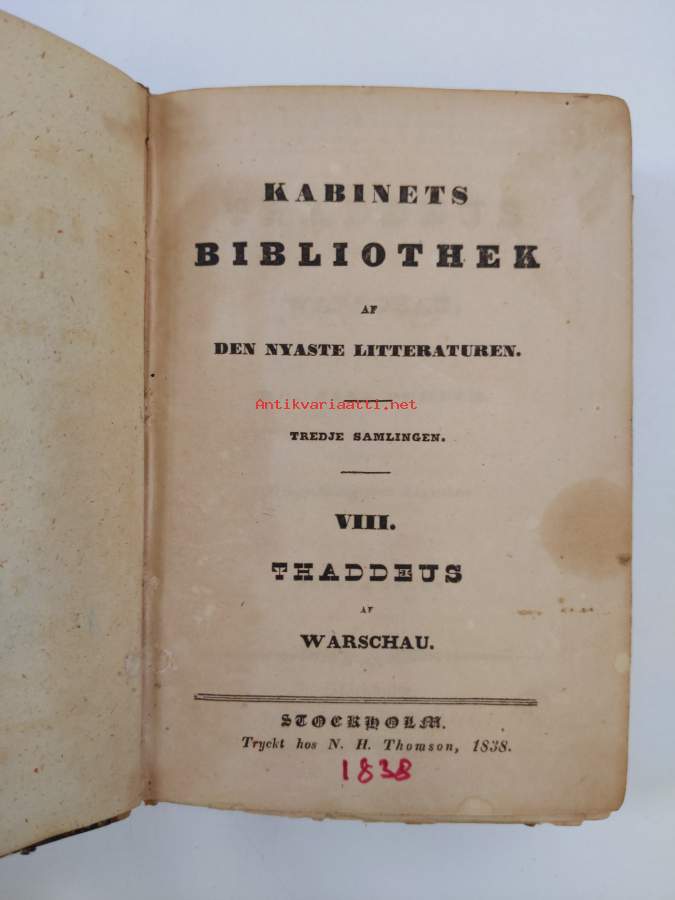 KABINETS
BIBLIOTHEK
AF
DEN NYASTE LITTERATUREN.
Antikvariaatti.net
TREDJE SAMLINGEN.
VIII.
THADDEUS
AF
WARSCHAU.
STOCKHOLM.
Tryckt hos N. H. Thomson, 1838.
1838